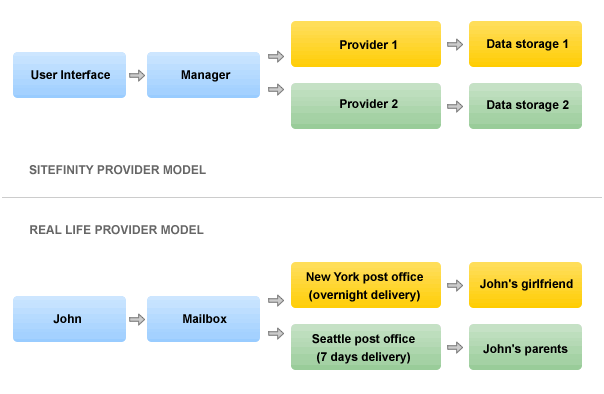 Provider 1
Data storage 1
User Interface
Manager
Provider 2
Data storage 2
SITEFINITY PROVIDER MODEL
REAL LIFE PROVIDER MODEL
New York post office
(overnight delivery)
John's girlfriend
John
Mailbox
Seattle post office
(7 days delivery)
John's parents